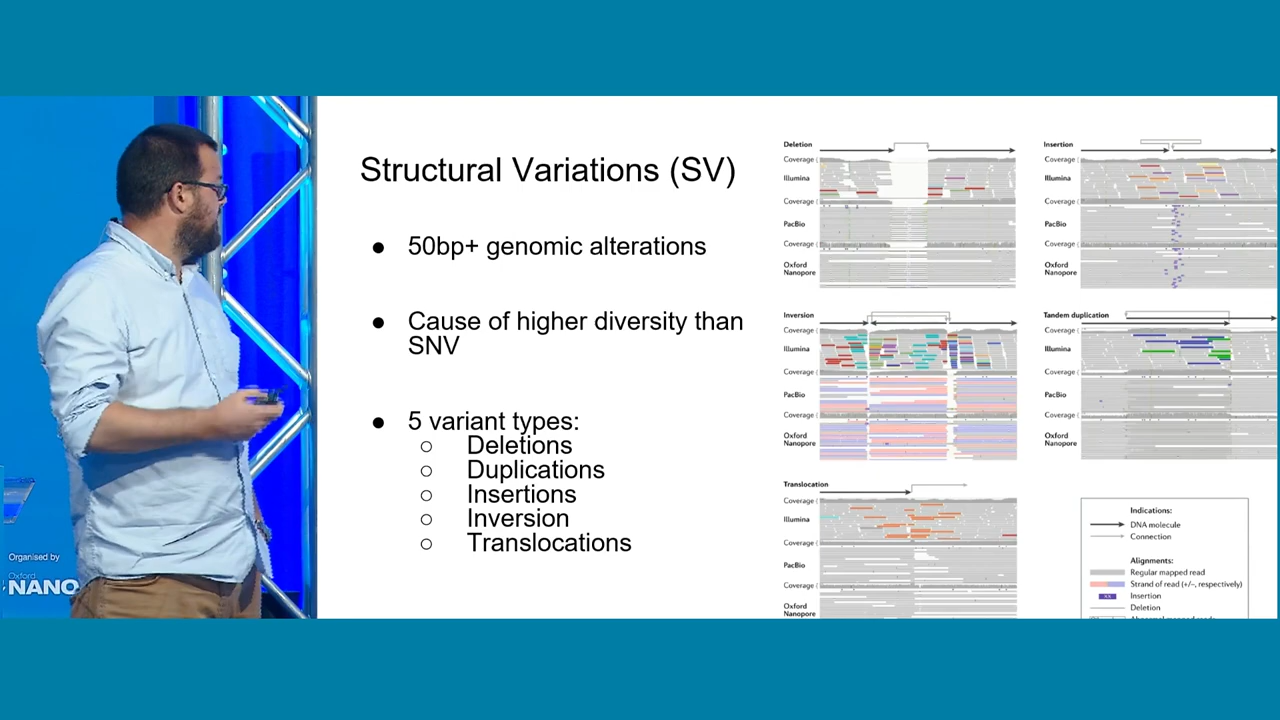 Structural Variations (SV)
● 50bp+ genomic alterations
● Cause of higher diversity than
SNV
● 5 variant types:
○ Deletions
○ Duplications
○ Insertions
○ Inversion
○ Translocations
Deletion
Coverage
Illumina
Coverage
PacBio
Coverage
Oxford
Nanopore
Insertion
Coverage
Illumina
Coverage
PacBio
Coverage
Oxford
Nanopore
Inversion
Coverage
Illumina
Coverage
PacBio
Coverage
Oxford
Nanopore
Tandem duplication
Coverage
Illumina
Coverage
PacBio
Coverage
Oxford
Nanopore
Translocation
Coverage
Illumina
Coverage
PacBio
Coverage
Oxford
Nanopore
Indications:
DNA molecule
Connection
Alignments:
Regular mapped read
Strand of read (+/−, respectively)
Insertion
Deletion
Organised by
Oxford
NANO